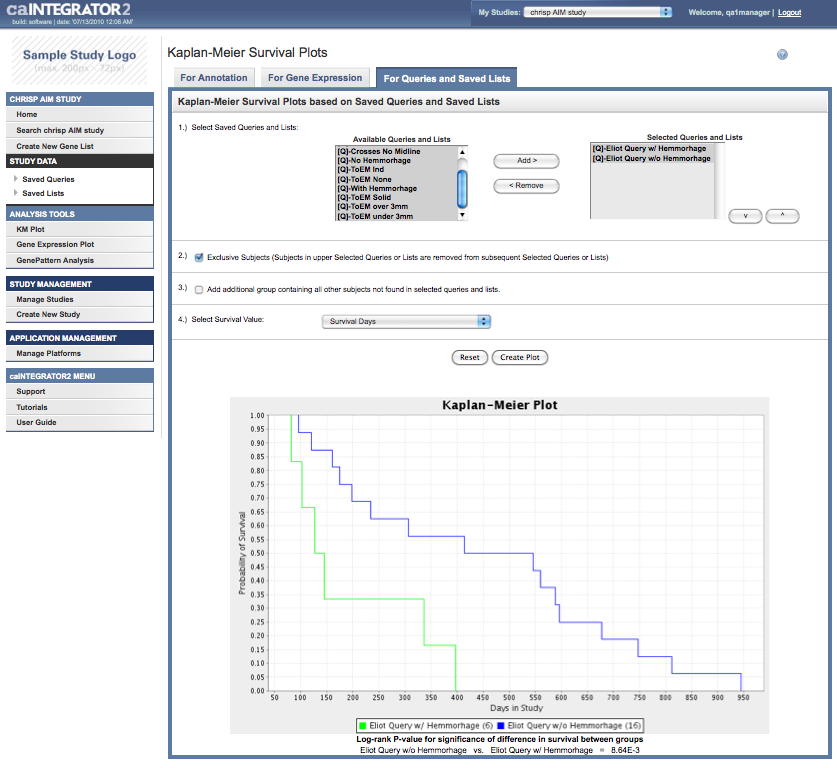 caINTEGRATOR2
build: software | date: '07/13/2010 12:06 AM'
My Studies: chrisp AIM study
Welcome, qa1manager | Logout
Sample Study Logo
(max. 200px × 72px)
CHRISP AIM STUDY
Home
Search chrisp AIM study
Create New Gene List
STUDY DATA
Saved Queries
Saved Lists
ANALYSIS TOOLS
KM Plot
Gene Expression Plot
GenePattern Analysis
STUDY MANAGEMENT
Manage Studies
Create New Study
APPLICATION MANAGEMENT
Manage Platforms
caINTEGRATOR2 MENU
Support
Tutorials
User Guide
Kaplan-Meier Survival Plots
?
For Annotation
For Gene Expression
For Queries and Saved Lists
Kaplan-Meier Survival Plots based on Saved Queries and Saved Lists
1.) Select Saved Queries and Lists:
Available Queries and Lists
[Q]-Crosses No Midline
[Q]-No Hemmorhage
[Q]-ToEM Ind
[Q]-ToEM None
[Q]-With Hemmorhage
[Q]-ToEM Solid
[Q]-ToEM over 3mm
[Q]-ToEM under 3mm
Add >
< Remove
Selected Queries and Lists
[Q]-Eliot Query w/ Hemmorhage
[Q]-Eliot Query w/o Hemmorhage
v
^
2.) Exclusive Subjects (Subjects in upper Selected Queries or Lists are removed from subsequent Selected Queries or Lists)
3.) Add additional group containing all other subjects not found in selected queries and lists.
4.) Select Survival Value:
Survival Days
Reset
Create Plot
Kaplan-Meier Plot
Probability of Survival
1.00
0.95
0.90
0.85
0.80
0.75
0.70
0.65
0.60
0.55
0.50
0.45
0.40
0.35
0.30
0.25
0.20
0.15
0.10
0.05
0.00
50 100 150 200 250 300 350 400 450 500 550 600 650 700 750 800 850 900 950
Days in Study
Eliot Query w/ Hemmorhage (6) Eliot Query w/o Hemmorhage (16)
Log-rank P-value for significance of difference in survival between groups
Eliot Query w/o Hemmorhage vs. Eliot Query w/ Hemmorhage = 8.64E-3